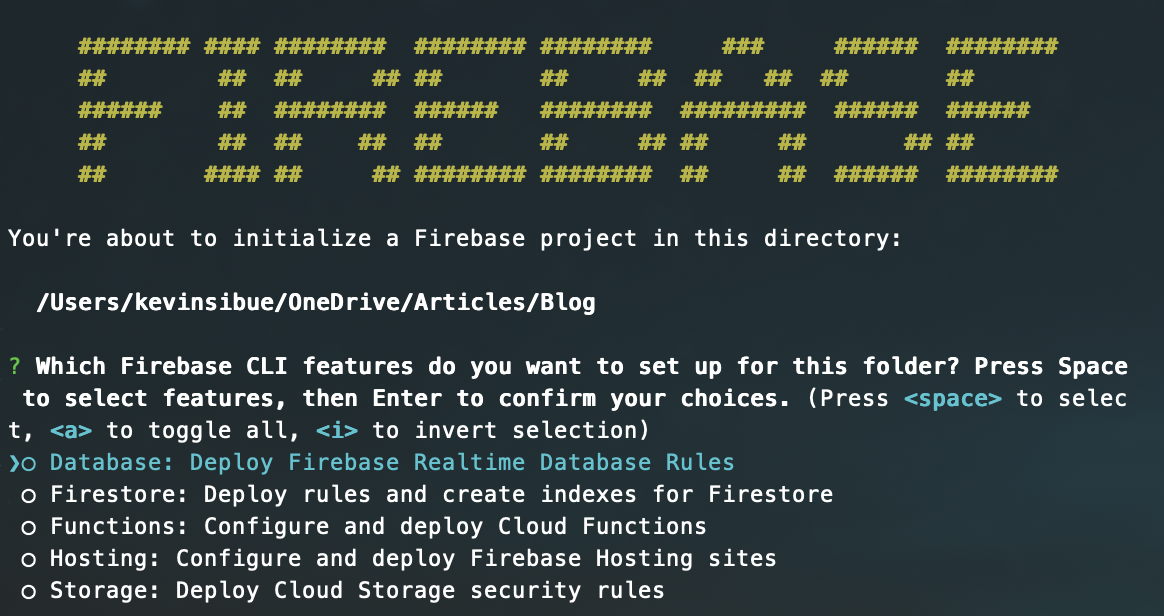 ######## #### ########  ######## ########     ###     ######  ########
##        ##  ##     ## ##       ##     ##  ##   ##  ##       ##
######    ##  ########  ######   ########  #########  ######  ######
##        ##  ##    ##  ##       ##     ## ##     ##       ## ##
##       #### ##     ## ######## ########  ##     ##  ######  ########
You're about to initialize a Firebase project in this directory:
/Users/kevinsibue/OneDrive/Articles/Blog
? Which Firebase CLI features do you want to set up for this folder? Press Space
to select features, then Enter to confirm your choices. (Press <space> to selec
t, <a> to toggle all, <i> to invert selection)
❯◯ Database: Deploy Firebase Realtime Database Rules
◯ Firestore: Deploy rules and create indexes for Firestore
◯ Functions: Configure and deploy Cloud Functions
◯ Hosting: Configure and deploy Firebase Hosting sites
◯ Storage: Deploy Cloud Storage security rules